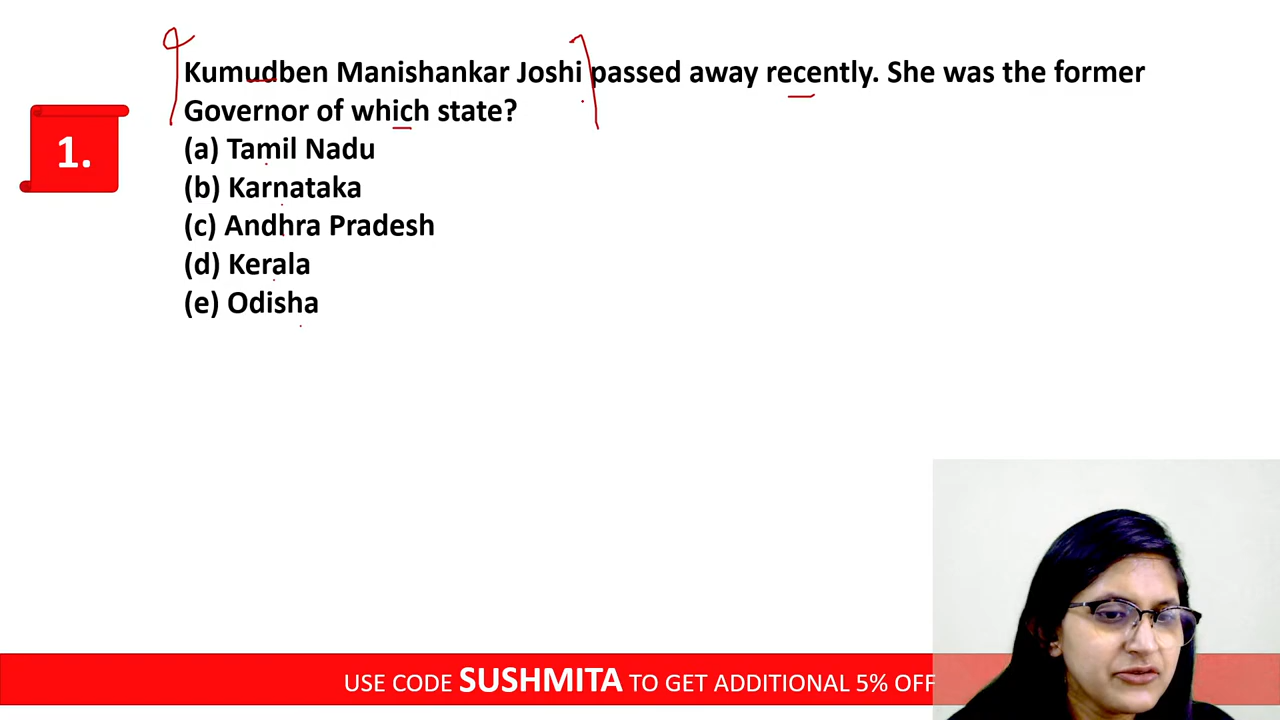 Kumudben Manishankar Joshi passed away recently. She was the former
Governor of which state?
1.
(a) Tamil Nadu
(b) Karnataka
(c) Andhra Pradesh
(d) Kerala
(e) Odisha
USE CODE SUSHMITA TO GET ADDITIONAL 5% OFF